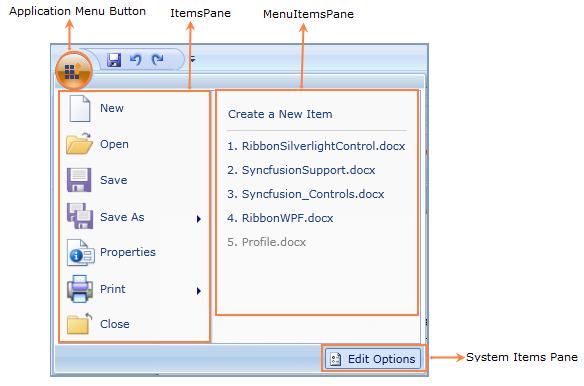 Application Menu Button
ItemsPane
MenuItemsPane
New
Open
Save
Save As
Properties
Print
Close
Create a New Item
1. RibbonSilverlightControl.docx
2. SyncfusionSupport.docx
3. Syncfusion_Controls.docx
4. RibbonWPF.docx
5. Profile.docx
Edit Options
System Items Pane